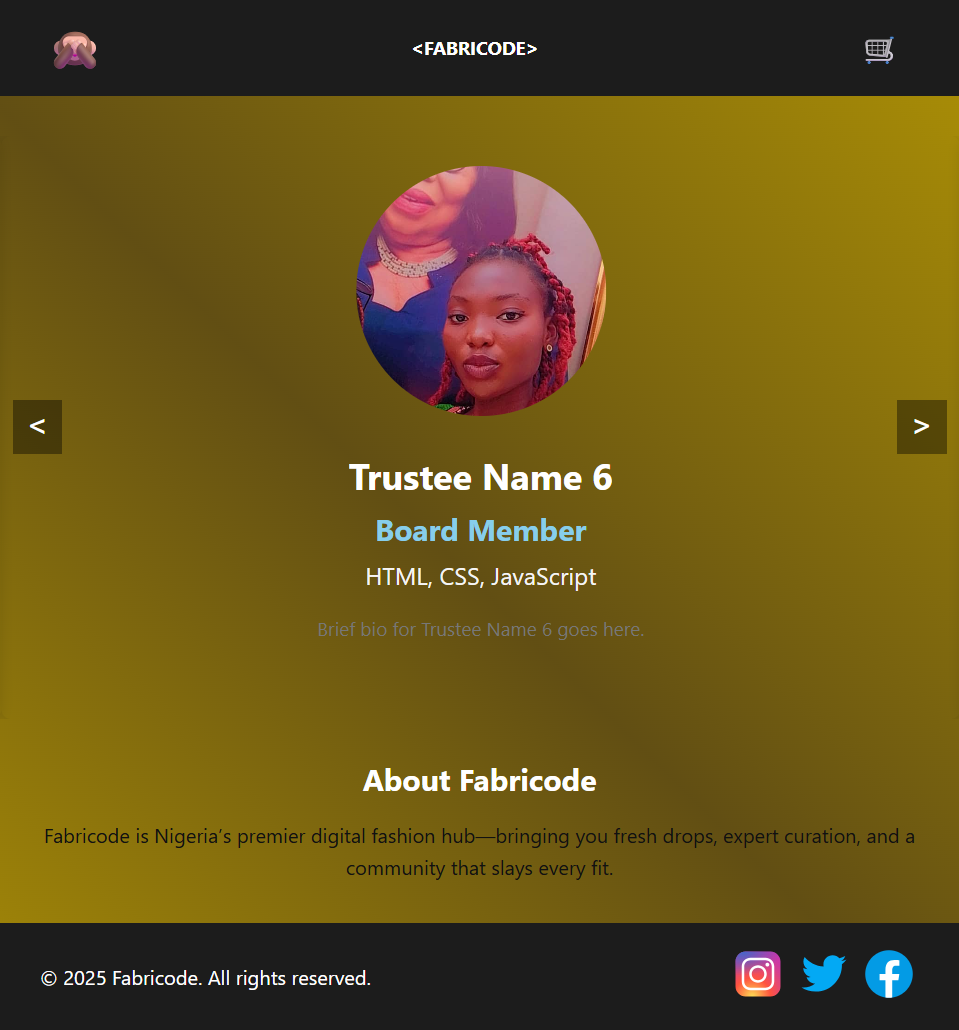 <FABRICODE>
<
>
Trustee Name 6
Board Member
HTML, CSS, JavaScript
Brief bio for Trustee Name 6 goes here.
About Fabricode
Fabricode is Nigeria’s premier digital fashion hub—bringing you fresh drops, expert curation, and a
community that slays every fit.
© 2025 Fabricode. All rights reserved.